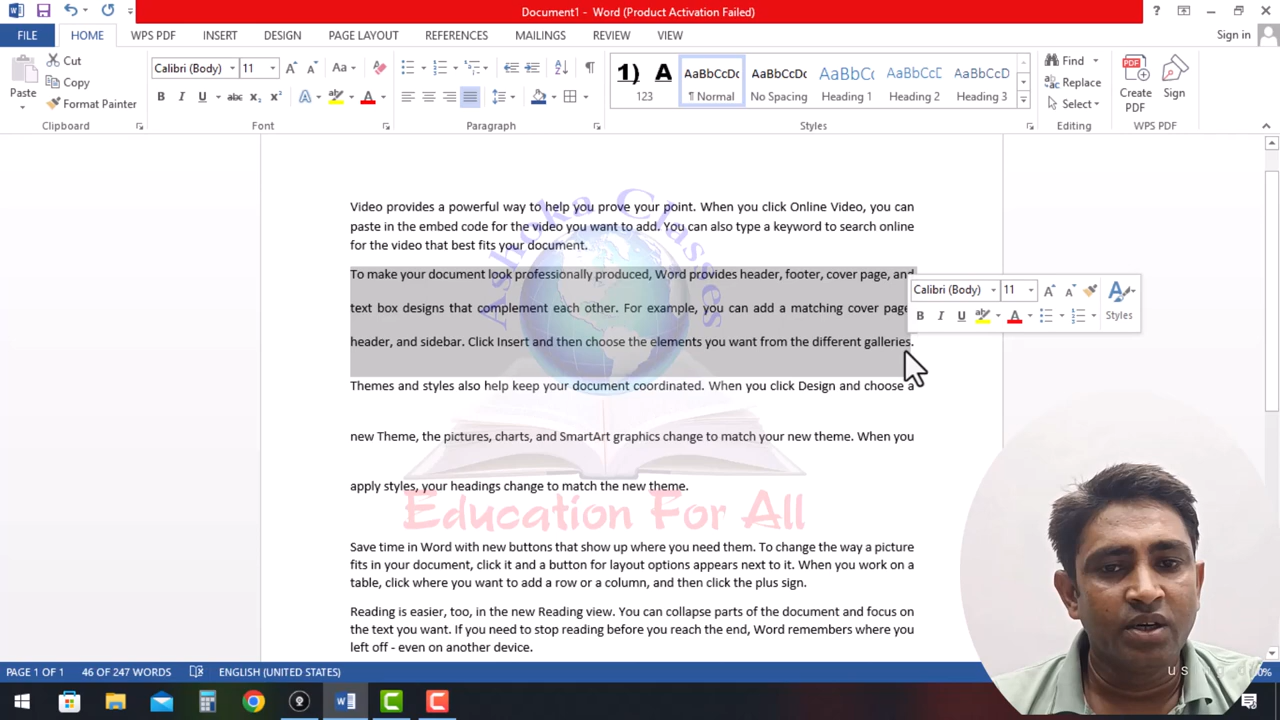 Document1 - Word (Product Activation Failed)
FILE HOME WPS PDF INSERT DESIGN PAGE LAYOUT REFERENCES MAILINGS REVIEW VIEW Sign in
Paste
Cut
Copy
Format Painter
Clipboard
Calibri (Body) 11
Font
Paragraph
1) A AaBbCcDc AaBbCcDc AaBbCcDc AaBbCcD AaBbCcDd
123 ¶ Normal No Spacing Heading 1 Heading 2 Heading 3
Styles
Find
Replace
Select
Editing
Create PDF
Sign
WPS PDF
Video provides a powerful way to help you prove your point. When you click Online Video, you can
paste in the embed code for the video you want to add. You can also type a keyword to search online
for the video that best fits your document.
To make your document look professionally produced, Word provides header, footer, cover page, and
text box designs that complement each other. For example, you can add a matching cover page
header, and sidebar. Click Insert and then choose the elements you want from the different galleries.
Calibri (Body) 11
Styles
Themes and styles also help keep your document coordinated. When you click Design and choose a
new Theme, the pictures, charts, and SmartArt graphics change to match your new theme. When you
apply styles, your headings change to match the new theme.
Ashoka Classes
Education For All
Save time in Word with new buttons that show up where you need them. To change the way a picture
fits in your document, click it and a button for layout options appears next to it. When you work on a
table, click where you want to add a row or a column, and then click the plus sign.
Reading is easier, too, in the new Reading view. You can collapse parts of the document and focus on
the text you want. If you need to stop reading before you reach the end, Word remembers where you
left off - even on another device.
PAGE 1 OF 1 46 OF 247 WORDS ENGLISH (UNITED STATES)